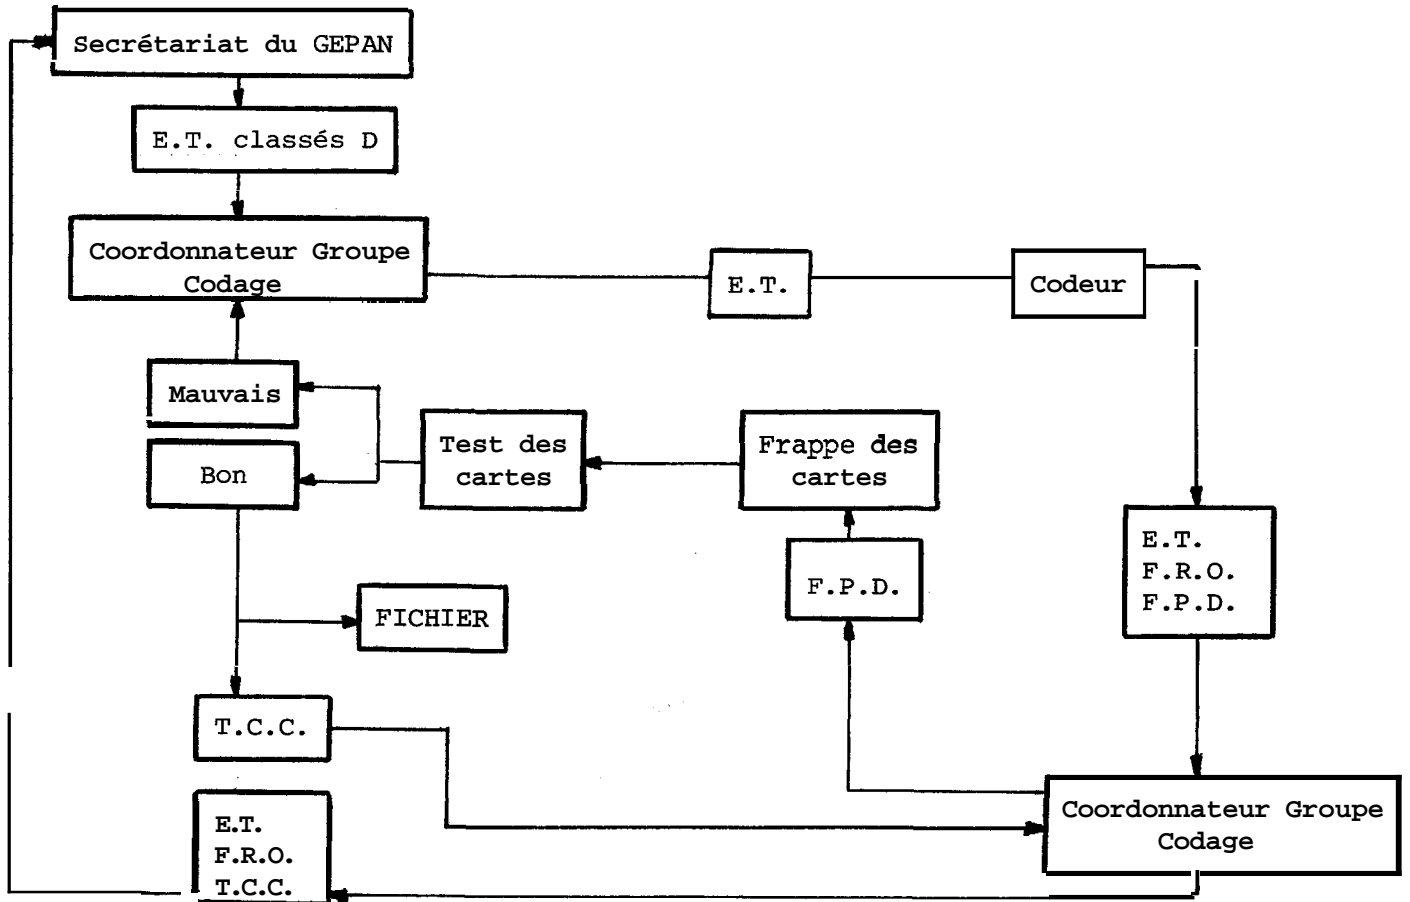 Secrétariat du GEPAN
E.T. classés D
Coordonnateur Groupe
Codage
E.T.
Codeur
Mauvais
Bon
Test des
cartes
Frappe des
cartes
F.P.D.
E.T.
F.R.O.
F.P.D.
FICHIER
T.C.C.
Coordonnateur Groupe
Codage
E.T.
F.R.O.
T.C.C.